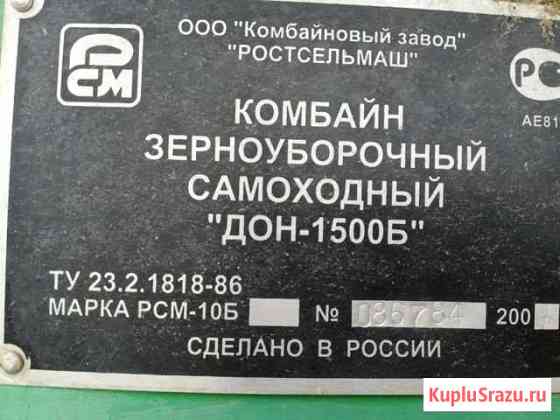 РСМ
ООО "Комбайновый завод"
"РОСТСЕЛЬМАШ"
РС
АЕ81
КОМБАЙН
ЗЕРНОУБОРОЧНЫЙ
САМОХОДНЫЙ
"ДОН-1500Б"
ТУ 23.2.1818-86
МАРКА РСМ-10Б № 086784 200
СДЕЛАНО В РОССИИ
KupluSrazu.ru